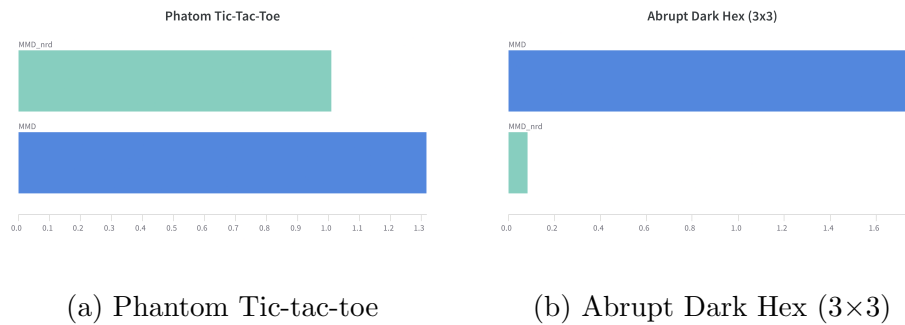 Phatom Tic-Tac-Toe
MMD_nrd
MMD
0.0 0.1 0.2 0.3 0.4 0.5 0.6 0.7 0.8 0.9 1.0 1.1 1.2 1.3
(a) Phantom Tic-tac-toe
Abrupt Dark Hex (3x3)
MMD
MMD_nrd
0.0 0.2 0.4 0.6 0.8 1.0 1.2 1.4 1.6
(b) Abrupt Dark Hex (3×3)